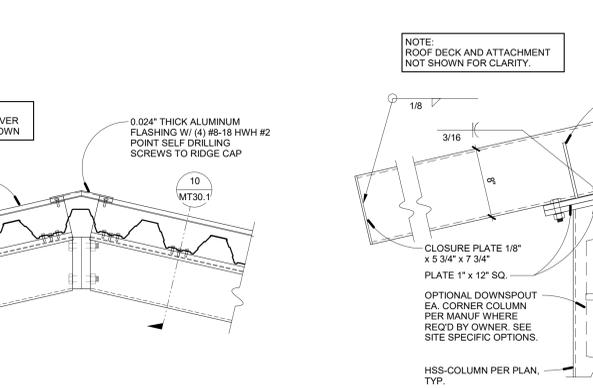 NOTE:
ROOF DECK AND ATTACHMENT
NOT SHOWN FOR CLARITY.
1/8
3/16
8"
VER
OWN
0.024" THICK ALUMINUM
FLASHING W/ (4) #8-18 HWH #2
POINT SELF DRILLING
SCREWS TO RIDGE CAP
10
MT30.1
CLOSURE PLATE 1/8"
x 5 3/4" x 7 3/4"
PLATE 1" x 12" SQ.
OPTIONAL DOWNSPOUT
EA. CORNER COLUMN
PER MANUF WHERE
REQ'D BY OWNER. SEE
SITE SPECIFIC OPTIONS.
HSS-COLUMN PER PLAN,
TYP.